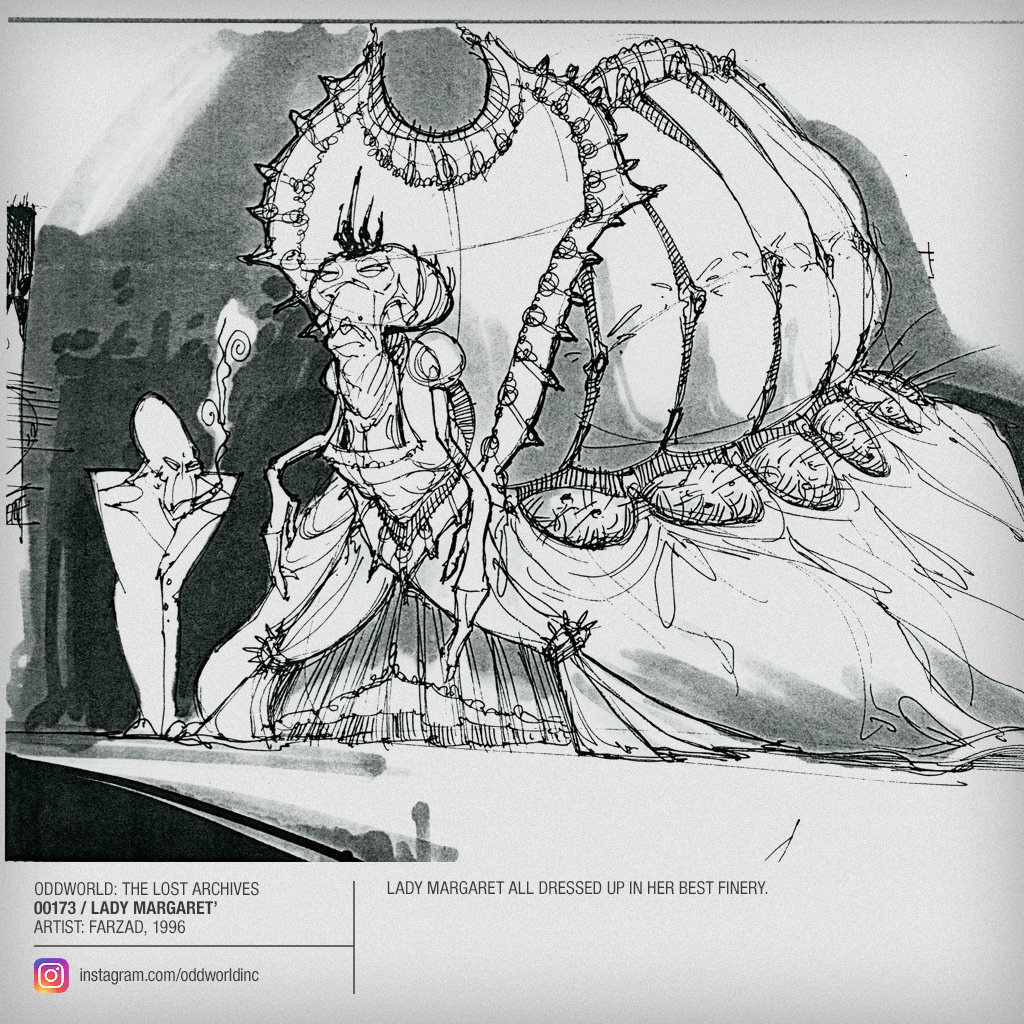 ODDWORLD: THE LOST ARCHIVES
00173 / LADY MARGARET’
ARTIST: FARZAD, 1996
instagram.com/oddworldinc
LADY MARGARET ALL DRESSED UP IN HER BEST FINERY.